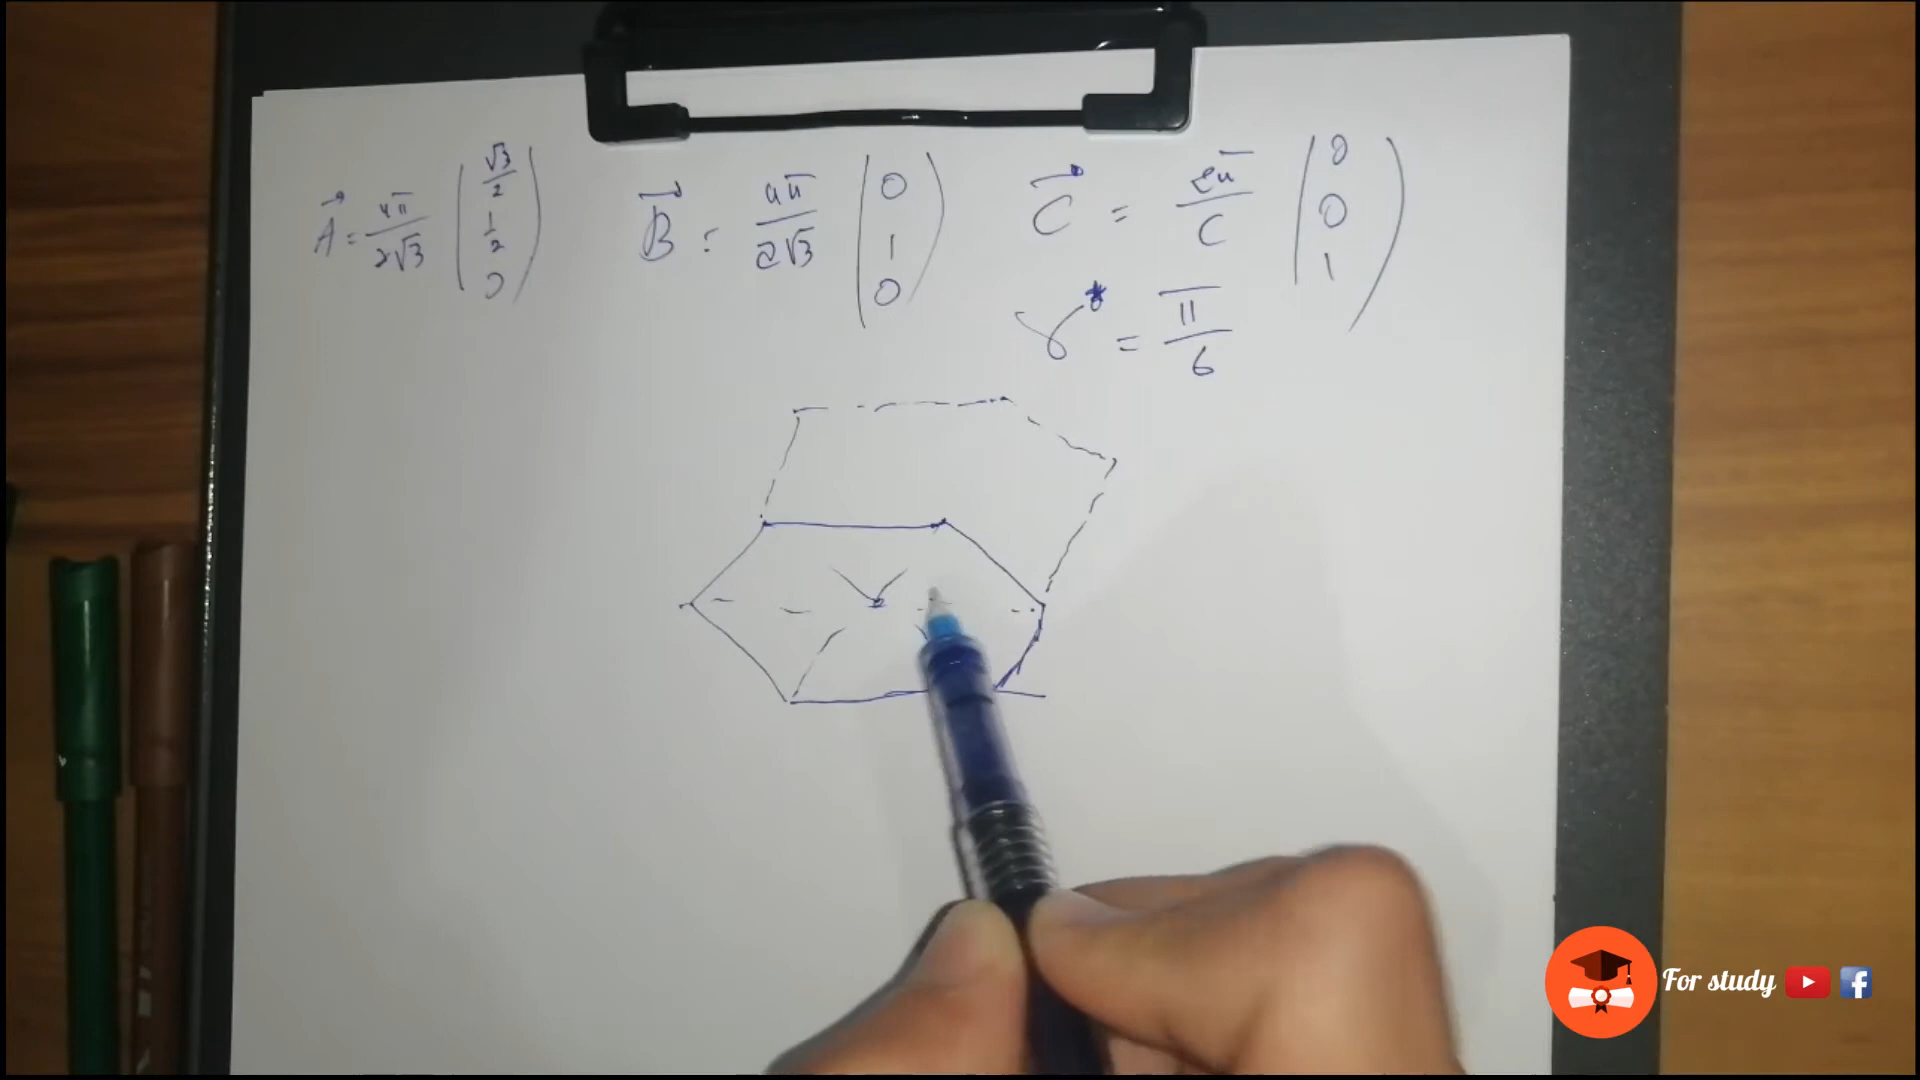 A⃗ = 4π / 2√3 ( √3/2 1/2 0 )
B⃗ : 4π / 2√3 ( 0 1 0 )
C⃗ = 2π / C ( 0 0 1 )
γ* = π / 6
For study